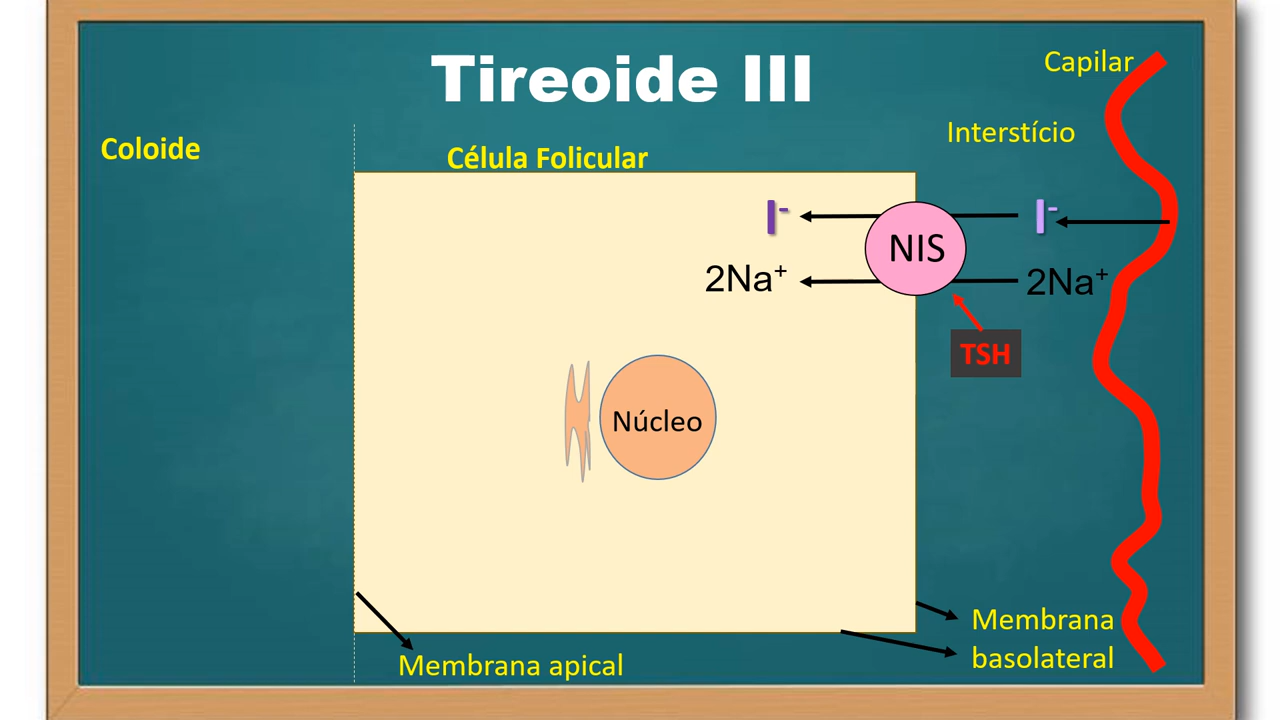 Tireoide III
Capilar
Interstício
Coloide
Célula Folicular
I⁻
NIS
I⁻
2Na⁺
2Na⁺
TSH
Núcleo
Membrana
basolateral
Membrana apical